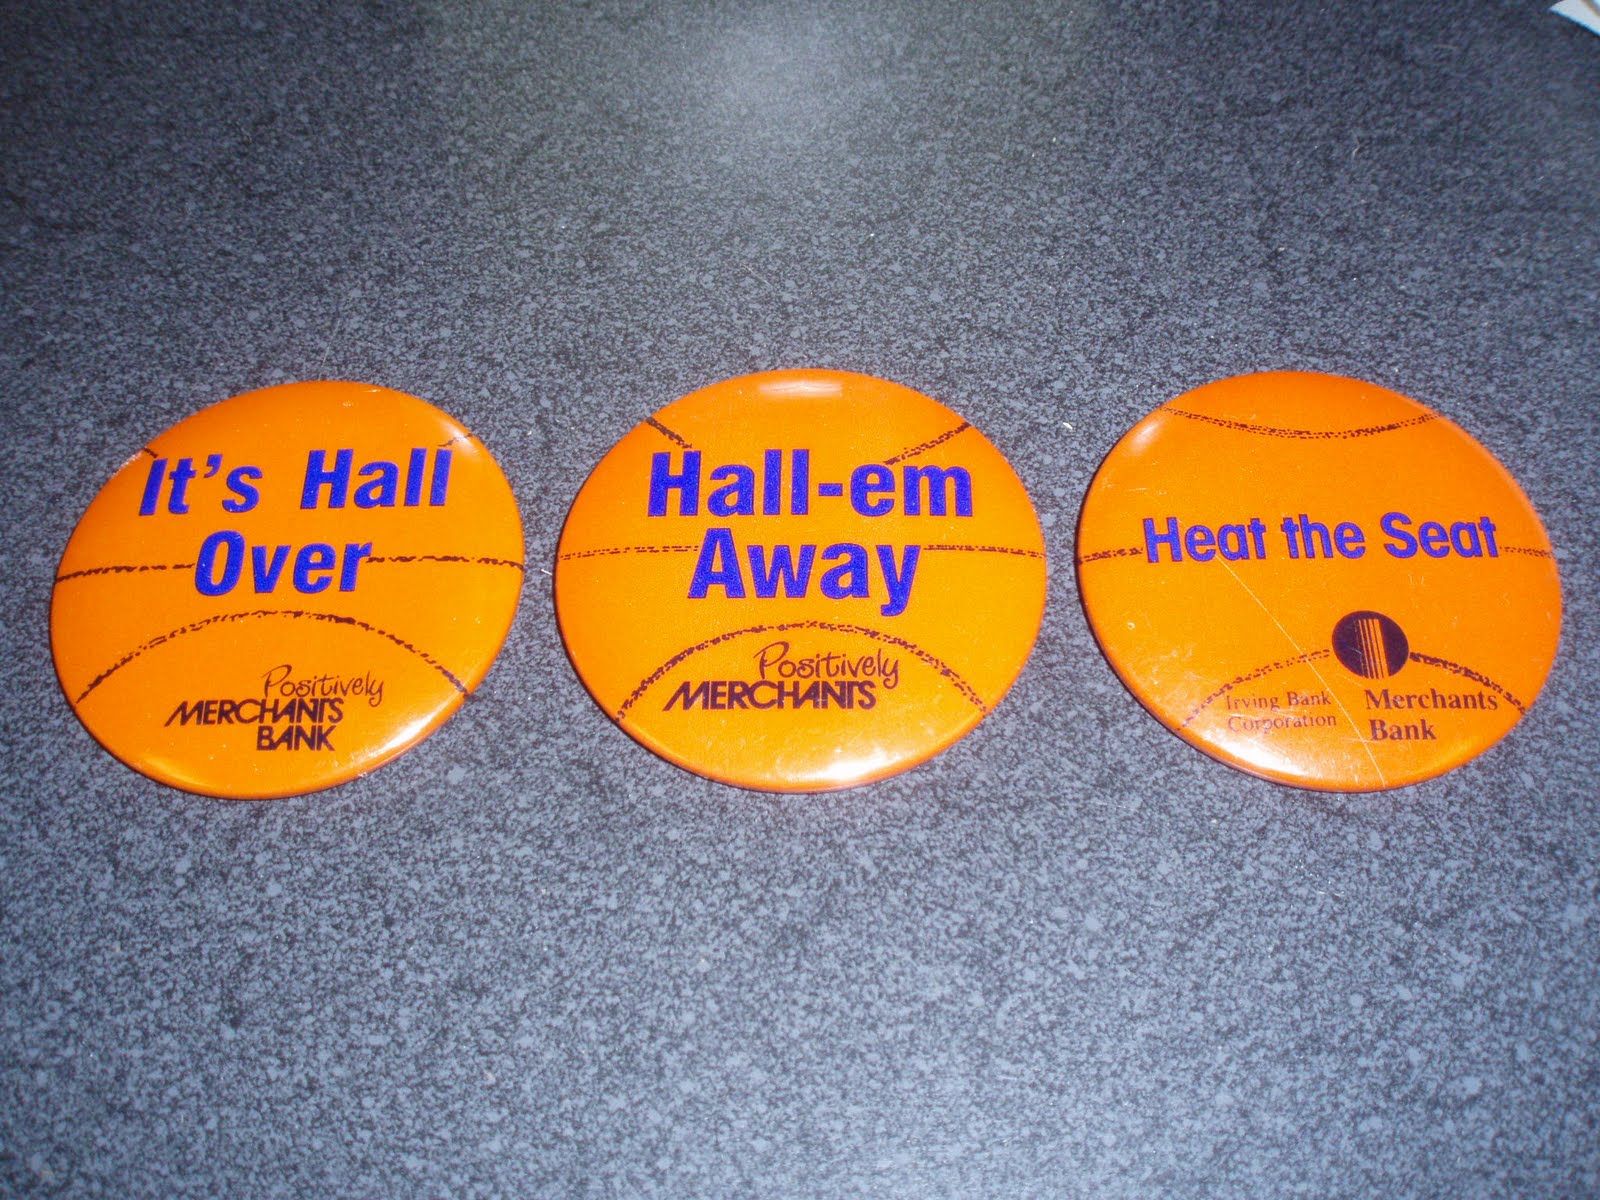 It's Hall
Over
Positively
MERCHANTS
BANK
Hall-em
Away
Positively
MERCHANTS
Heat the Seat
Irving Bank
Corporation
Merchants
Bank